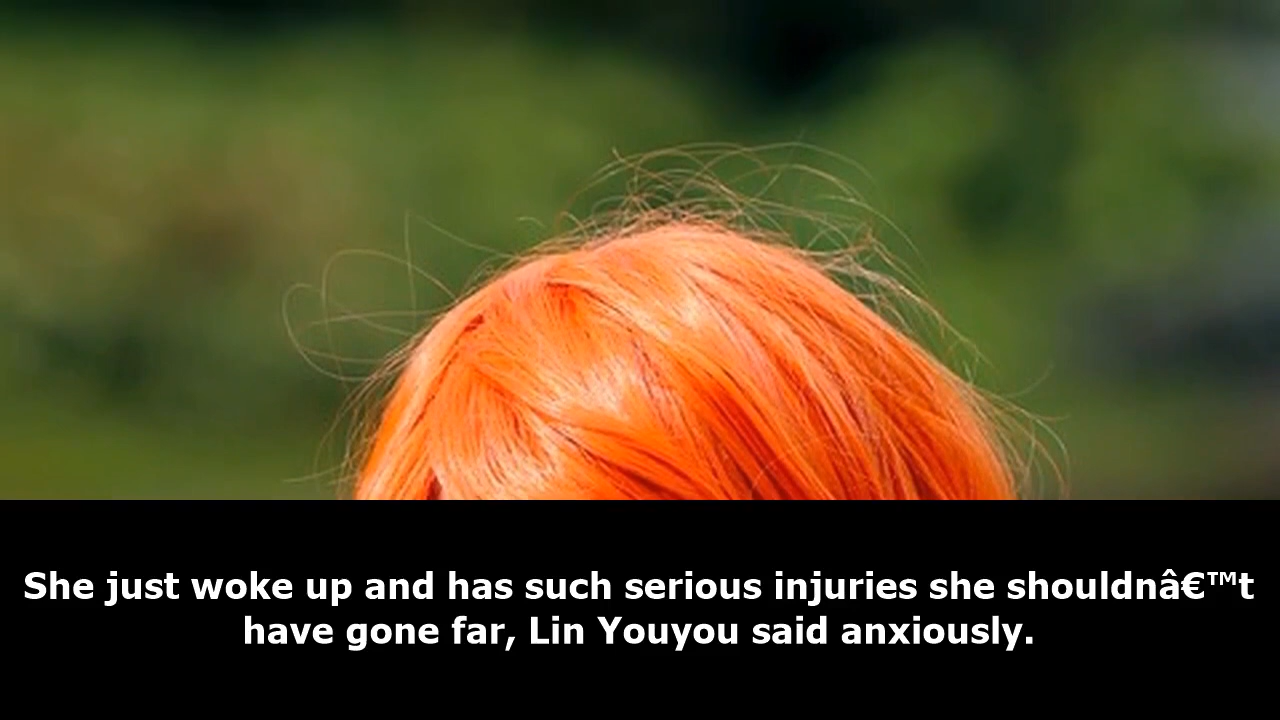 She just woke up and has such serious injuries she shouldnâ€™t
have gone far, Lin Youyou said anxiously.